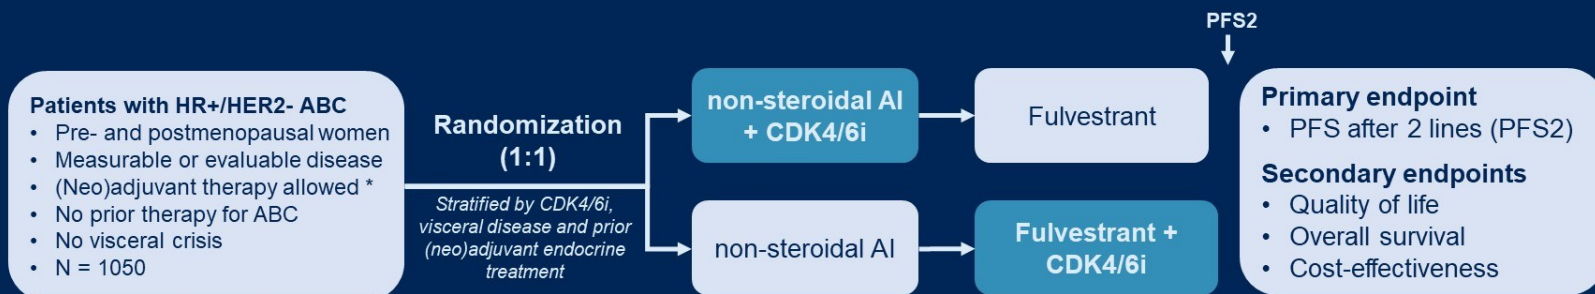 PFS2
Patients with HR+/HER2- ABC
• Pre- and postmenopausal women
• Measurable or evaluable disease
• (Neo)adjuvant therapy allowed *
• No prior therapy for ABC
• No visceral crisis
• N = 1050
Randomization
(1:1)
Stratified by CDK4/6i,
visceral disease and prior
(neo)adjuvant endocrine
treatment
non-steroidal AI
+ CDK4/6i
Fulvestrant
non-steroidal AI
Fulvestrant +
CDK4/6i
Primary endpoint
• PFS after 2 lines (PFS2)
Secondary endpoints
• Quality of life
• Overall survival
• Cost-effectiveness